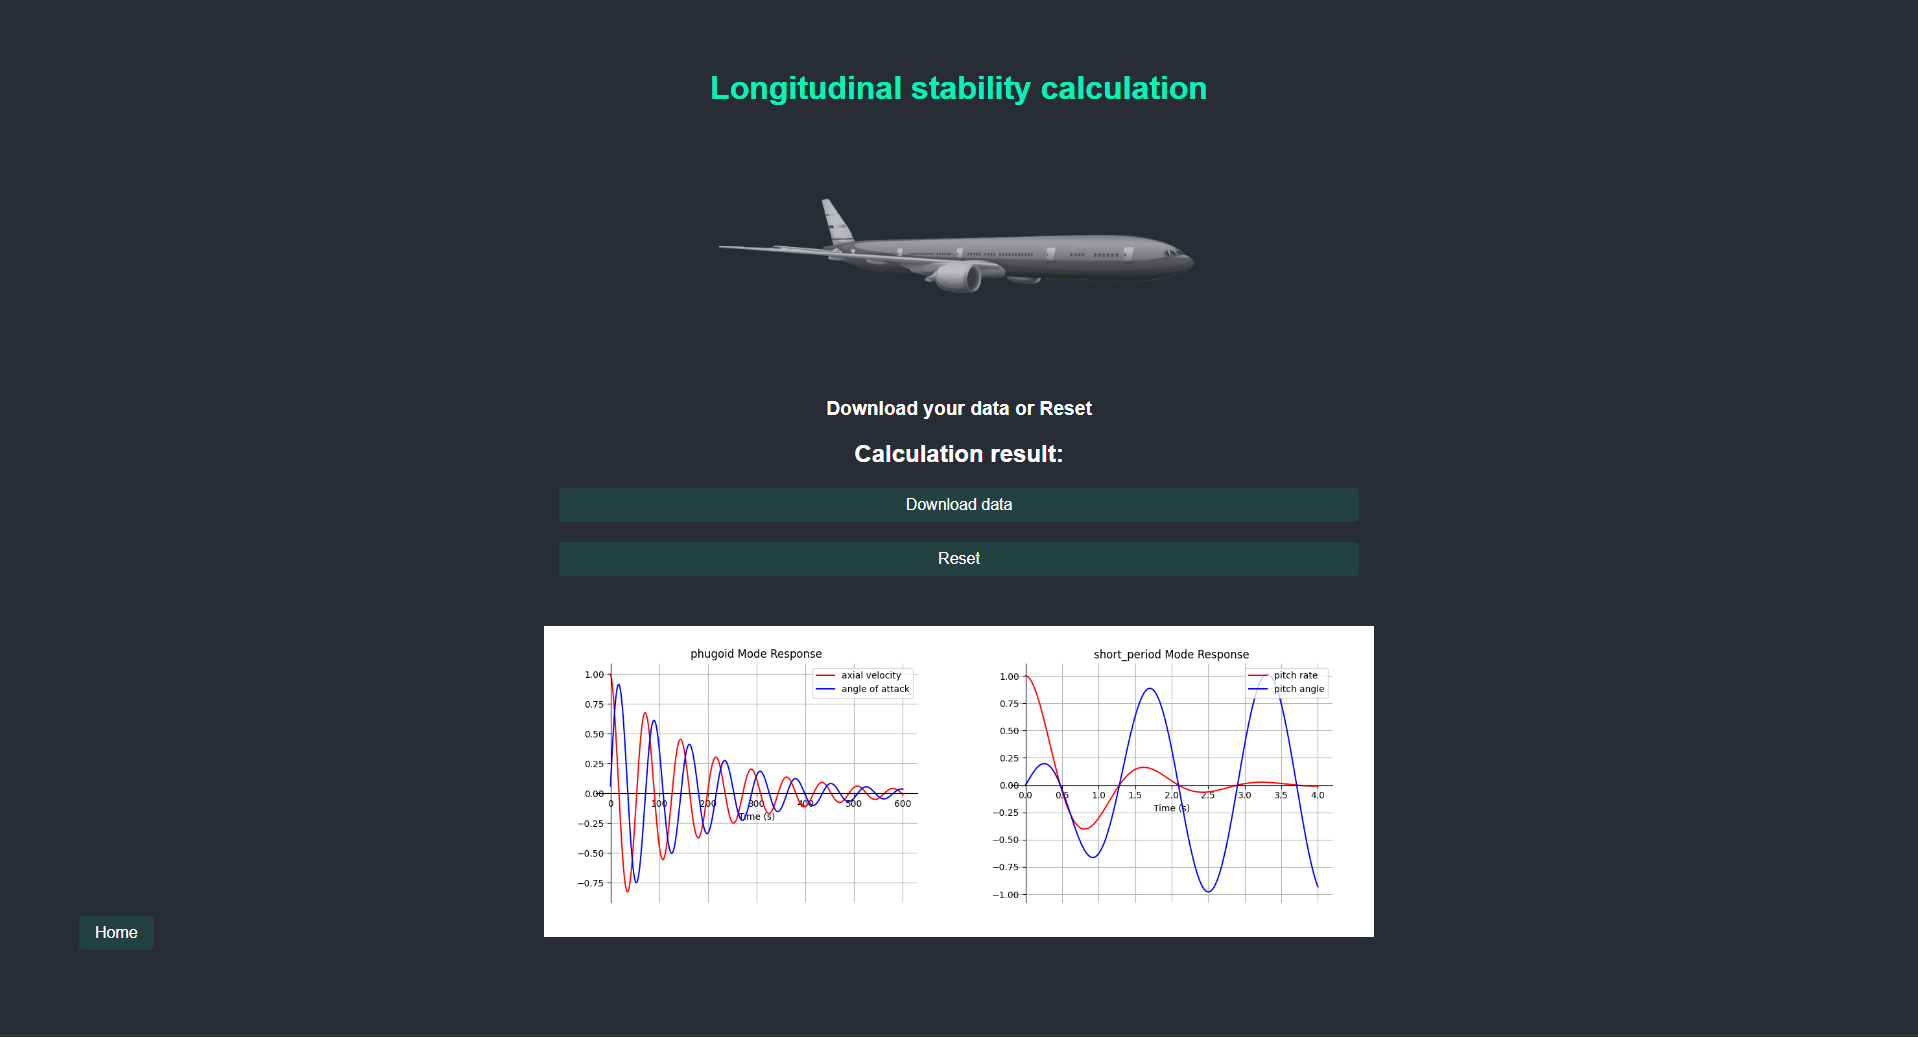 Longitudinal stability calculation
Download your data or Reset
Calculation result:
Download data
Reset
phugoid Mode Response
axial velocity
angle of attack
1.00
0.75
0.50
0.25
0.00
−0.25
−0.50
−0.75
0 100 200 300 400 500 600
Time (s)
short_period Mode Response
pitch rate
pitch angle
1.00
0.75
0.50
0.25
0.00
−0.25
−0.50
−0.75
−1.00
0.0 0.5 1.0 1.5 2.0 2.5 3.0 3.5 4.0
Time (s)
Home